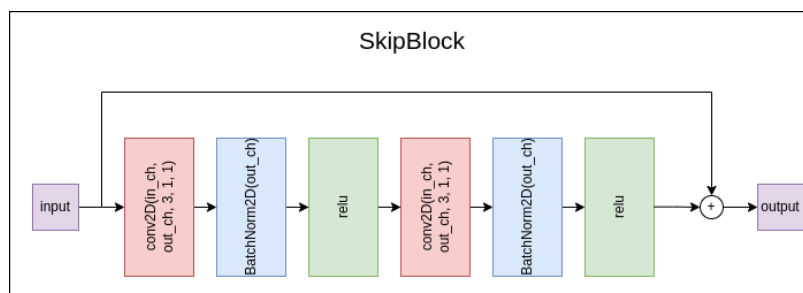 SkipBlock
input
conv2D(in_ch,
out_ch, 3, 1, 1)
BatchNorm2D(out_ch)
relu
conv2D(in_ch,
out_ch, 3, 1, 1)
BatchNorm2D(out_ch)
relu
+
output